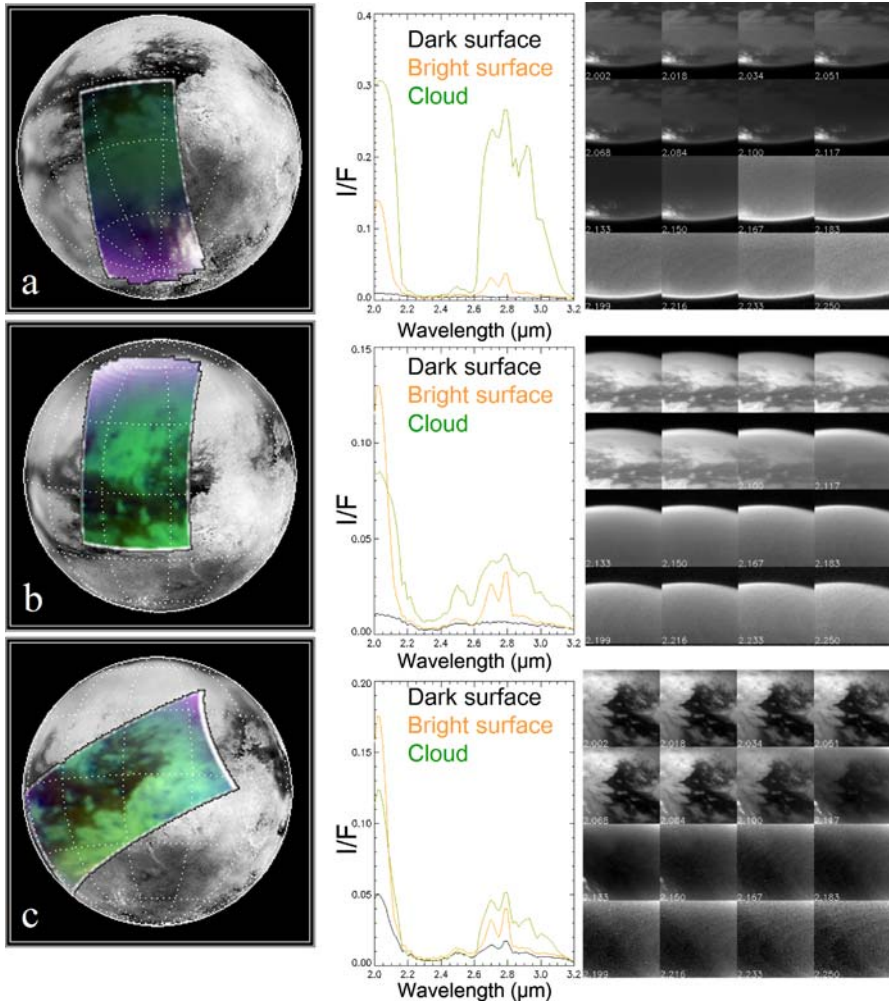 a
I/F
0.4
0.3
0.2
0.1
0.0
Dark surface
Bright surface
Cloud
2.0 2.2 2.4 2.6 2.8 3.0 3.2
Wavelength (µm)
2.002 2.018 2.034 2.051
2.068 2.084 2.100 2.117
2.133 2.150 2.167 2.183
2.199 2.216 2.233 2.250
b
I/F
0.15
0.10
0.05
0.00
Dark surface
Bright surface
Cloud
2.0 2.2 2.4 2.6 2.8 3.0 3.2
Wavelength (µm)
2.100 2.117
2.133 2.150 2.167 2.183
2.199 2.216 2.233 2.250
c
I/F
0.20
0.15
0.10
0.05
0.00
Dark surface
Bright surface
Cloud
2.0 2.2 2.4 2.6 2.8 3.0 3.2
Wavelength (µm)
2.002 2.018 2.034 2.051
2.068 2.084 2.100 2.117
2.133 2.150 2.167 2.183
2.199 2.216 2.233 2.250